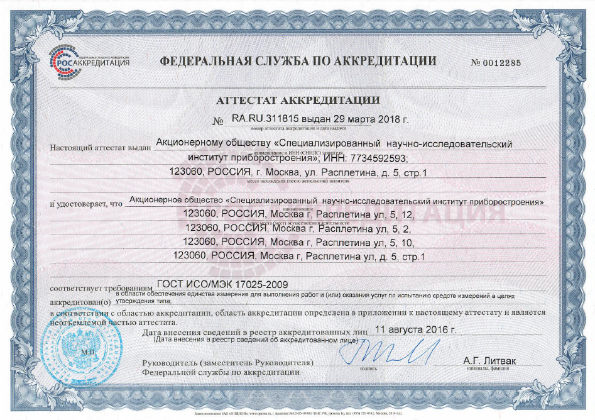 РОСАККРЕДИТАЦИЯ
ФЕДЕРАЛЬНАЯ СЛУЖБА ПО АККРЕДИТАЦИИ
№ 0012285
АТТЕСТАТ АККРЕДИТАЦИИ
№ RA.RU.311815 выдан 29 марта 2018 г.
номер аттестата аккредитации и дата выдачи
Настоящий аттестат выдан Акционерному обществу «Специализированный научно-исследовательский
институт приборостроения»; ИНН: 7734592593;
123060, РОССИЯ, г. Москва, ул. Расплетина, д. 5, стр.1
и удостоверяет, что Акционерное общество «Специализированный научно-исследовательский институт приборостроения»
123060, РОССИЯ, Москва г, Расплетина ул, 5, 12,
123060, РОССИЯ, Москва г, Расплетина ул, 5, 2,
123060, РОССИЯ, Москва г, Расплетина ул, 5, 10,
123060, РОССИЯ, Москва г, Расплетина ул, д. 5, стр.1
соответствует требованиям ГОСТ ИСО/МЭК 17025-2009
в области обеспечения единства измерений для выполнения работ и (или) оказания услуг по испытанию средств измерений в целях
аккредитован(о) утверждения типа;
в соответствии с областью аккредитации, область аккредитации определена в приложении к настоящему аттестату и является
неотъемлемой частью аттестата.
Дата внесения сведений в реестр аккредитованных лиц 11 августа 2016 г.
(Дата внесения в реестр сведений об аккредитованном лице)
М.П.
Руководитель (заместитель Руководителя)
Федеральной службы по аккредитации
подпись
А.Г. Литвак
инициалы, фамилия